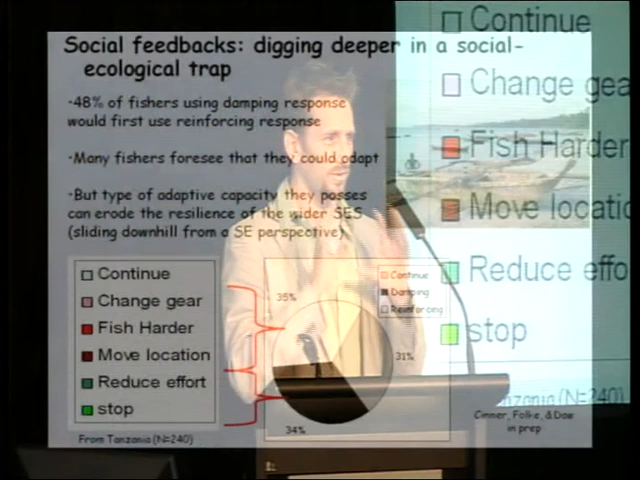 Social feedbacks: digging deeper in a social-
ecological trap
•48% of fishers using damping response
would first use reinforcing response
•Many fishers foresee that they could adapt
•But type of adaptive capacity they posses
can erode the resilience of the wider SES
(sliding downhill from a SE perspective)
Continue
Change gear
Fish Harder
Move location
Reduce effort
stop
From Tanzania (N=240)
35%
31%
34%
Continue
Damping
Reinforcing
Cinner, Folke, & Daw
in prep
Continue
Change gea
Fish Harder
Move locatio
Reduce effo
stop
nzania (N=240)